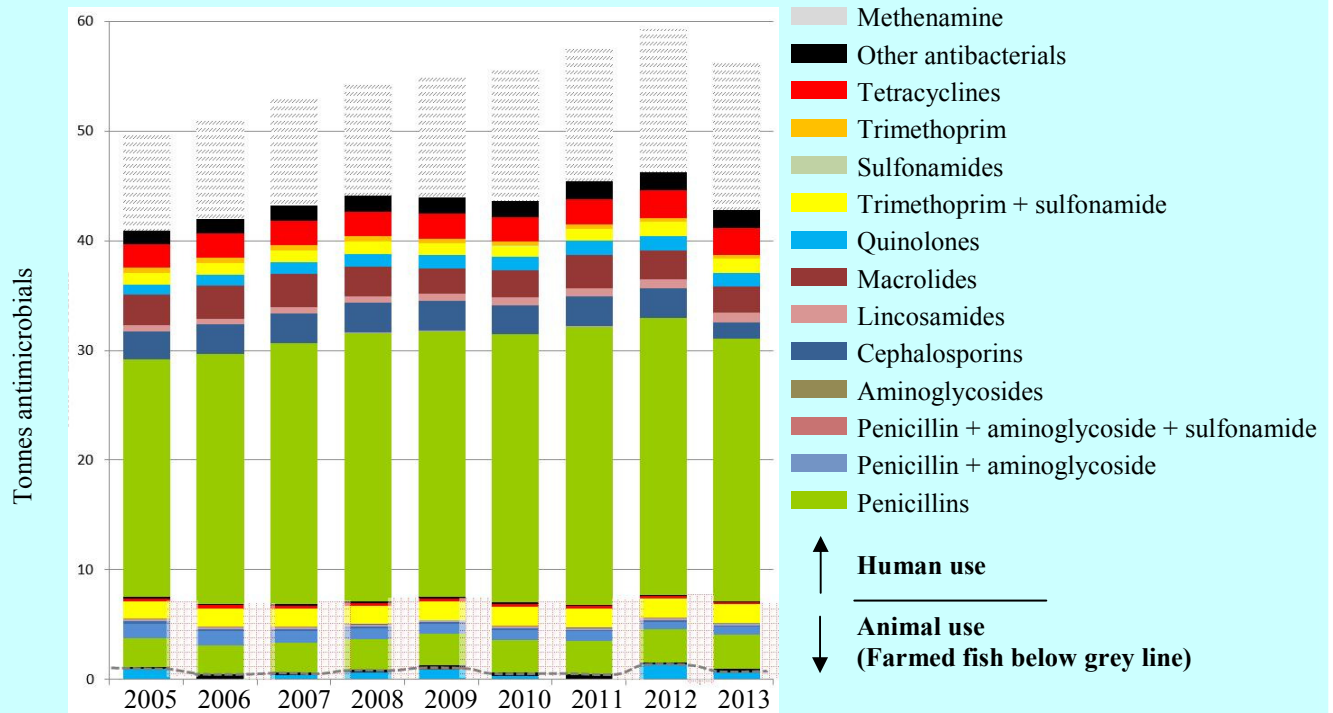 Tonnes antimicrobials
60
50
40
30
20
10
0
2005 2006 2007 2008 2009 2010 2011 2012 2013
Methenamine
Other antibacterials
Tetracyclines
Trimethoprim
Sulfonamides
Trimethoprim + sulfonamide
Quinolones
Macrolides
Lincosamides
Cephalosporins
Aminoglycosides
Penicillin + aminoglycoside + sulfonamide
Penicillin + aminoglycoside
Penicillins
Human use
Animal use
(Farmed fish below grey line)